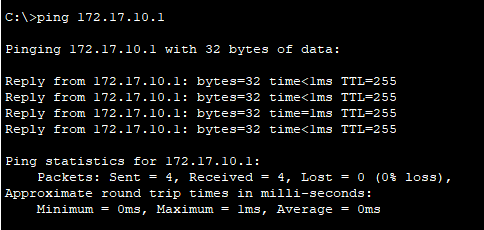 C:\>ping 172.17.10.1
Pinging 172.17.10.1 with 32 bytes of data:
Reply from 172.17.10.1: bytes=32 time<1ms TTL=255
Reply from 172.17.10.1: bytes=32 time<1ms TTL=255
Reply from 172.17.10.1: bytes=32 time=1ms TTL=255
Reply from 172.17.10.1: bytes=32 time<1ms TTL=255
Ping statistics for 172.17.10.1:
    Packets: Sent = 4, Received = 4, Lost = 0 (0% loss),
Approximate round trip times in milli-seconds:
    Minimum = 0ms, Maximum = 1ms, Average = 0ms